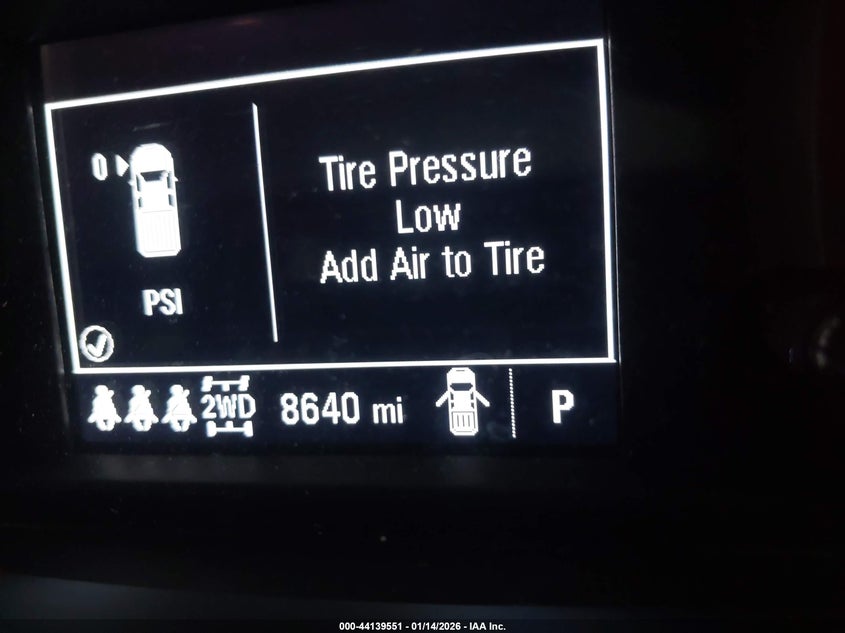 Tire Pressure
Low
Add Air to Tire
0
PSI
2WD
8640 mi
P
000-44139551 - 01/14/2026 - IAA Inc.